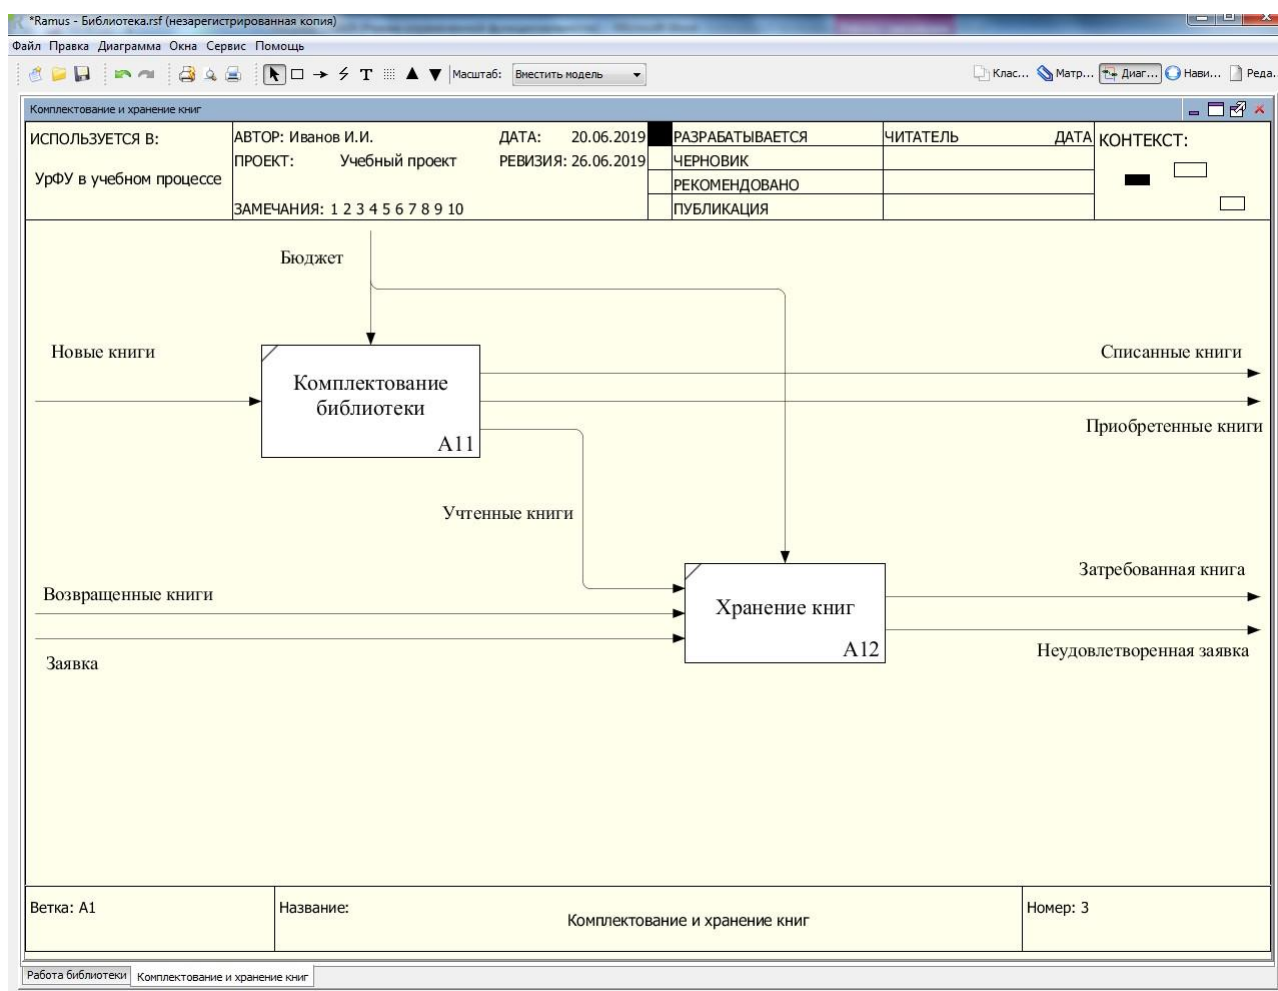 *Ramus - Библиотека.rsf (незарегистрированная копия)
Файл Правка Диаграмма Окна Сервис Помощь
Масштаб: Вместить модель Клас... Матр... Диаг... Нави... Реда...
Комплектование и хранение книг
ИСПОЛЬЗУЕТСЯ В:
УрФУ в учебном процессе
АВТОР: Иванов И.И. ДАТА: 20.06.2019
ПРОЕКТ: Учебный проект РЕВИЗИЯ: 26.06.2019
ЗАМЕЧАНИЯ: 1 2 3 4 5 6 7 8 9 10
РАЗРАБАТЫВАЕТСЯ
ЧЕРНОВИК
РЕКОМЕНДОВАНО
ПУБЛИКАЦИЯ
ЧИТАТЕЛЬ ДАТА
КОНТЕКСТ:
Бюджет
Новые книги
Комплектование
библиотеки
A11
Списанные книги
Приобретенные книги
Учтенные книги
Возвращенные книги
Заявка
Хранение книг
A12
Затребованная книга
Неудовлетворенная заявка
Ветка: A1
Название:
Комплектование и хранение книг
Номер: 3
Работа библиотеки Комплектование и хранение книг